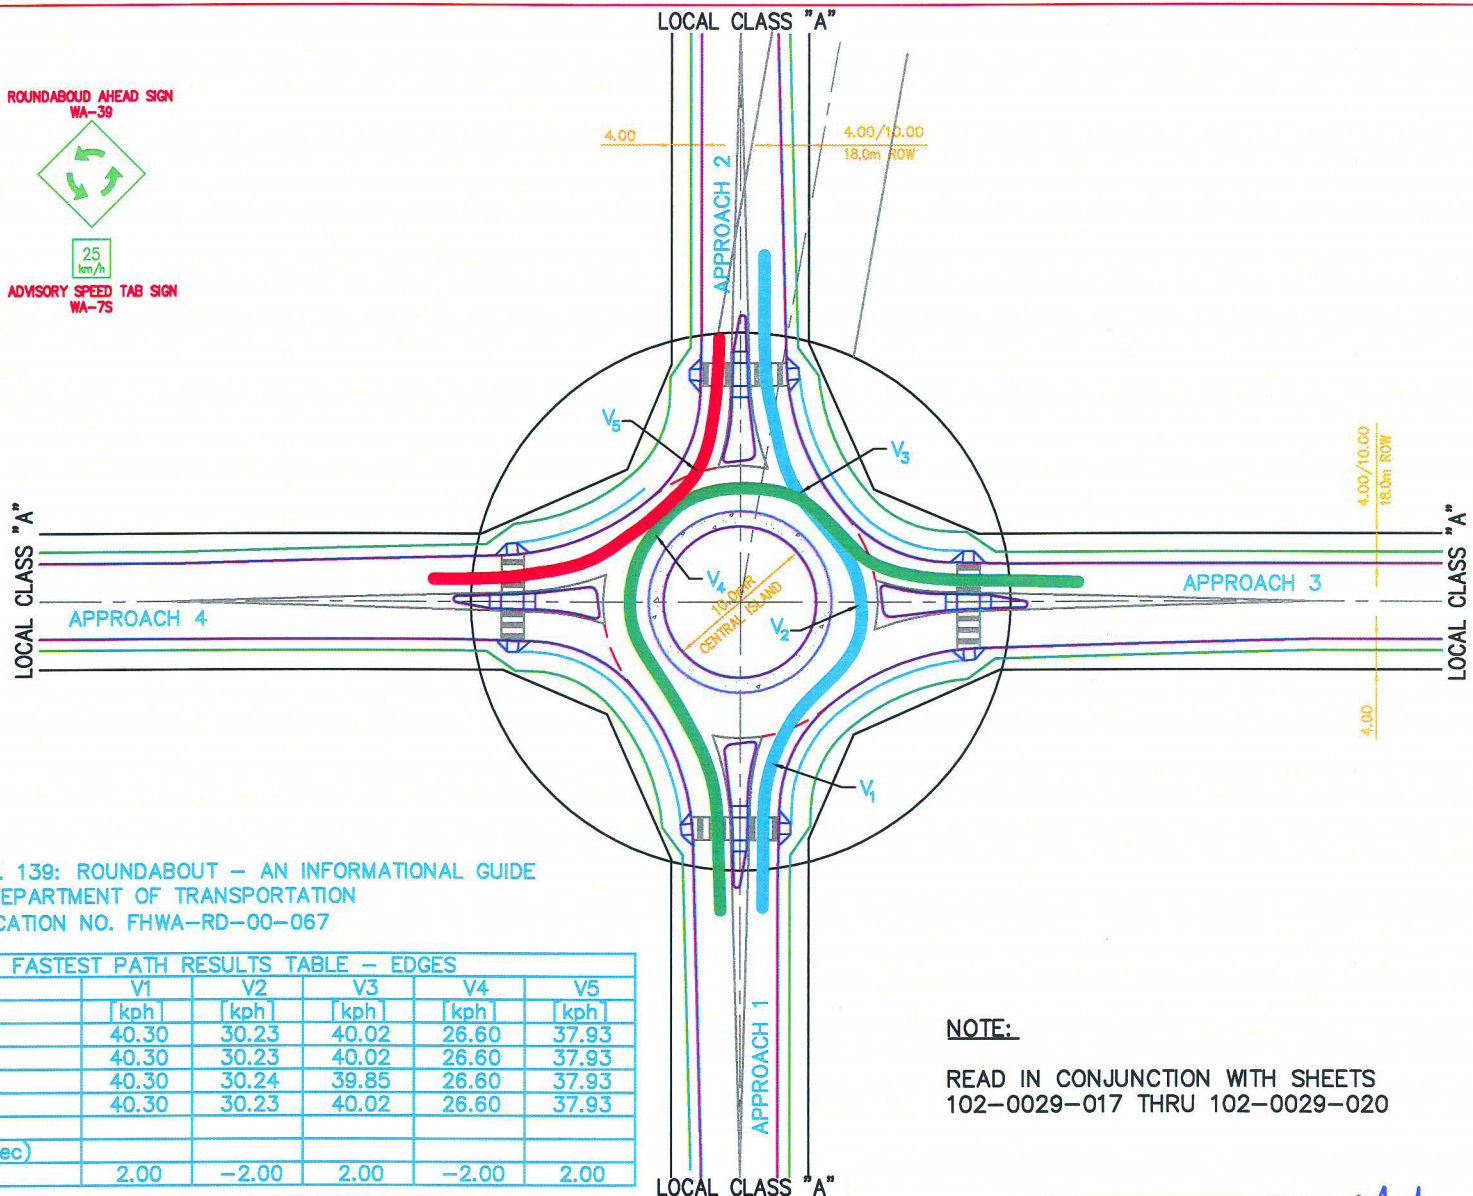 LOCAL CLASS "A"
ROUNDABOUD AHEAD SIGN
WA-39
25
km/h
ADVISORY SPEED TAB SIGN
WA-7S
4.00
4.00/10.00
18.0m ROW
APPROACH 2
V5
V3
4.00/10.00
18.0m ROW
LOCAL CLASS "A"
LOCAL CLASS "A"
APPROACH 3
APPROACH 4
V4
10.0mR
CENTRAL ISLAND
V2
4.00
V1
. 139: ROUNDABOUT – AN INFORMATIONAL GUIDE
EPARTMENT OF TRANSPORTATION
CATION NO. FHWA-RD-00-067
FASTEST PATH RESULTS TABLE – EDGES
V1 V2 V3 V4 V5
[kph] [kph] [kph] [kph] [kph]
40.30 30.23 40.02 26.60 37.93
40.30 30.23 40.02 26.60 37.93
40.30 30.24 39.85 26.60 37.93
40.30 30.23 40.02 26.60 37.93
ec)
2.00 -2.00 2.00 -2.00 2.00
APPROACH 1
NOTE:
READ IN CONJUNCTION WITH SHEETS
102-0029-017 THRU 102-0029-020
LOCAL CLASS "A"